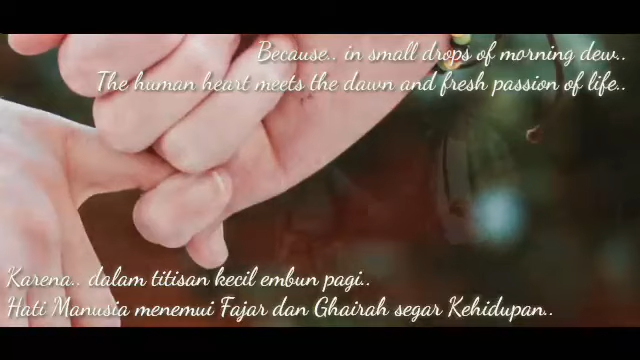 Because.. in small drops of morning dew..
The human heart meets the dawn and fresh passion of life..
Karena.. dalam titisan kecil embun pagi..
Hati Manusia menemui Fajar dan Ghairah segar Kehidupan..